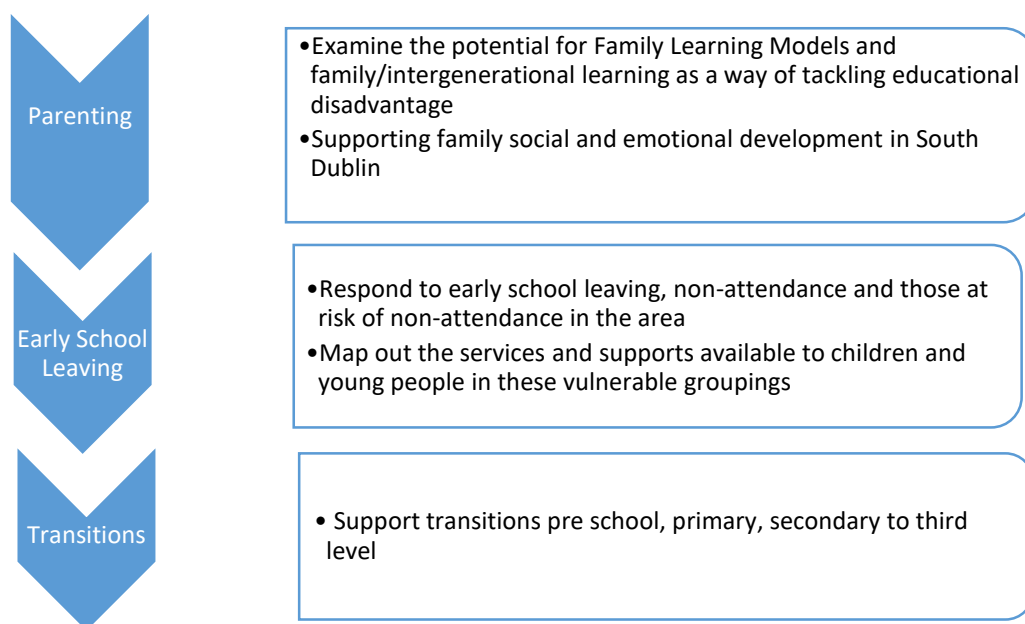 Parenting
•Examine the potential for Family Learning Models and
family/intergenerational learning as a way of tackling educational
disadvantage
•Supporting family social and emotional development in South
Dublin
Early School
Leaving
•Respond to early school leaving, non-attendance and those at
risk of non-attendance in the area
•Map out the services and supports available to children and
young people in these vulnerable groupings
Transitions
• Support transitions pre school, primary, secondary to third
level